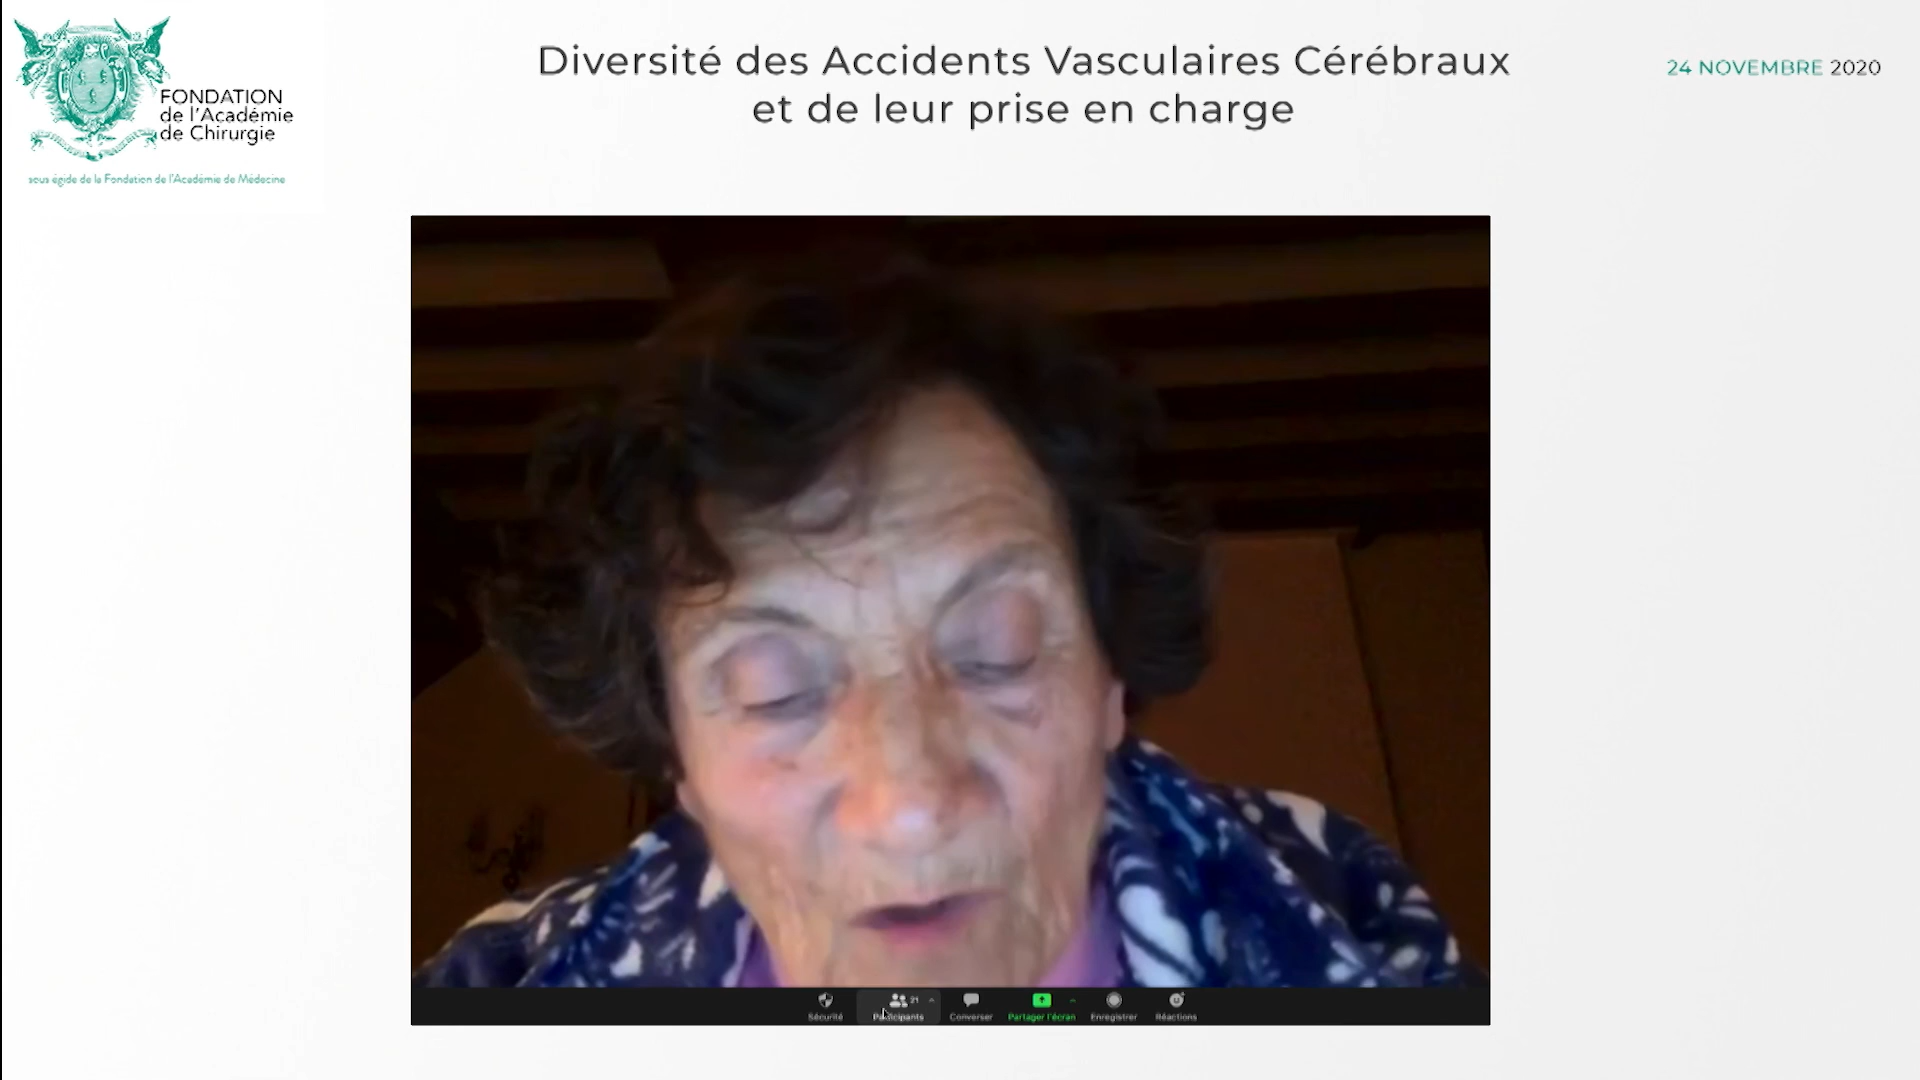 FONDATION
de l'Académie
de Chirurgie
sous égide de la Fondation de l'Académie de Médecine
Diversité des Accidents Vasculaires Cérébraux
et de leur prise en charge
24 NOVEMBRE 2020
Sécurité
Participants
21
Converser
Partager l'écran
Enregistrer
Réactions